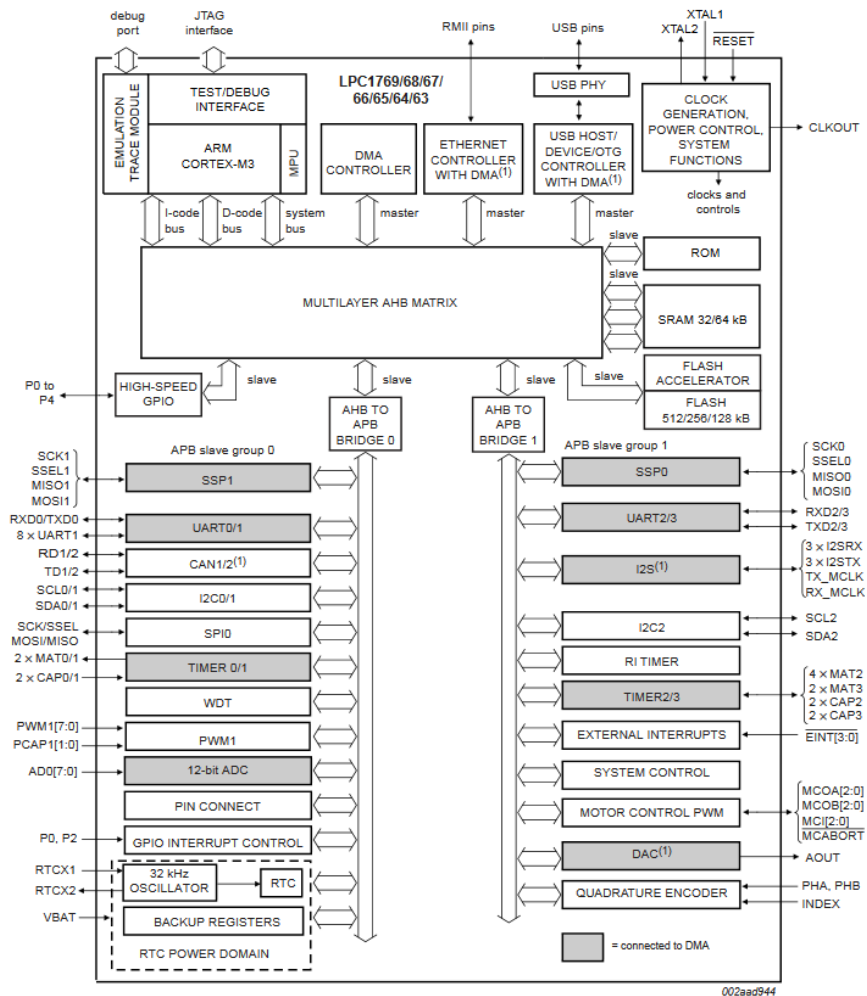 debug
port
JTAG
interface
RMII pins
USB pins
XTAL1
XTAL2
RESET
LPC1769/68/67/
66/65/64/63
EMULATION
TRACE MODULE
TEST/DEBUG
INTERFACE
ARM
CORTEX-M3
MPU
DMA
CONTROLLER
ETHERNET
CONTROLLER
WITH DMA(1)
USB PHY
USB HOST/
DEVICE/OTG
CONTROLLER
WITH DMA(1)
CLOCK
GENERATION,
POWER CONTROL,
SYSTEM
FUNCTIONS
CLKOUT
clocks and
controls
I-code
bus
D-code
bus
system
bus
master
master
master
MULTILAYER AHB MATRIX
slave
ROM
slave
SRAM 32/64 kB
slave
FLASH
ACCELERATOR
FLASH
512/256/128 kB
P0 to
P4
HIGH-SPEED
GPIO
slave
slave
slave
AHB TO
APB
BRIDGE 0
AHB TO
APB
BRIDGE 1
APB slave group 0
SCK1
SSEL1
MISO1
MOSI1
SSP1
RXD0/TXD0
8 x UART1
UART0/1
RD1/2
TD1/2
CAN1/2(1)
SCL0/1
SDA0/1
I2C0/1
SCK/SSEL
MOSI/MISO
SPI0
2 x MAT0/1
2 x CAP0/1
TIMER 0/1
WDT
PWM1[7:0]
PCAP1[1:0]
PWM1
AD0[7:0]
12-bit ADC
PIN CONNECT
P0, P2
GPIO INTERRUPT CONTROL
RTCX1
RTCX2
32 kHz
OSCILLATOR
RTC
VBAT
BACKUP REGISTERS
RTC POWER DOMAIN
APB slave group 1
SSP0
SCK0
SSEL0
MISO0
MOSI0
UART2/3
RXD2/3
TXD2/3
I2S(1)
3 x I2SRX
3 x I2STX
TX_MCLK
RX_MCLK
I2C2
SCL2
SDA2
RI TIMER
TIMER2/3
4 x MAT2
2 x MAT3
2 x CAP2
2 x CAP3
EXTERNAL INTERRUPTS
EINT[3:0]
SYSTEM CONTROL
MOTOR CONTROL PWM
MCOA[2:0]
MCOB[2:0]
MCI[2:0]
MCABORT
DAC(1)
AOUT
QUADRATURE ENCODER
PHA, PHB
INDEX
= connected to DMA
002aad944